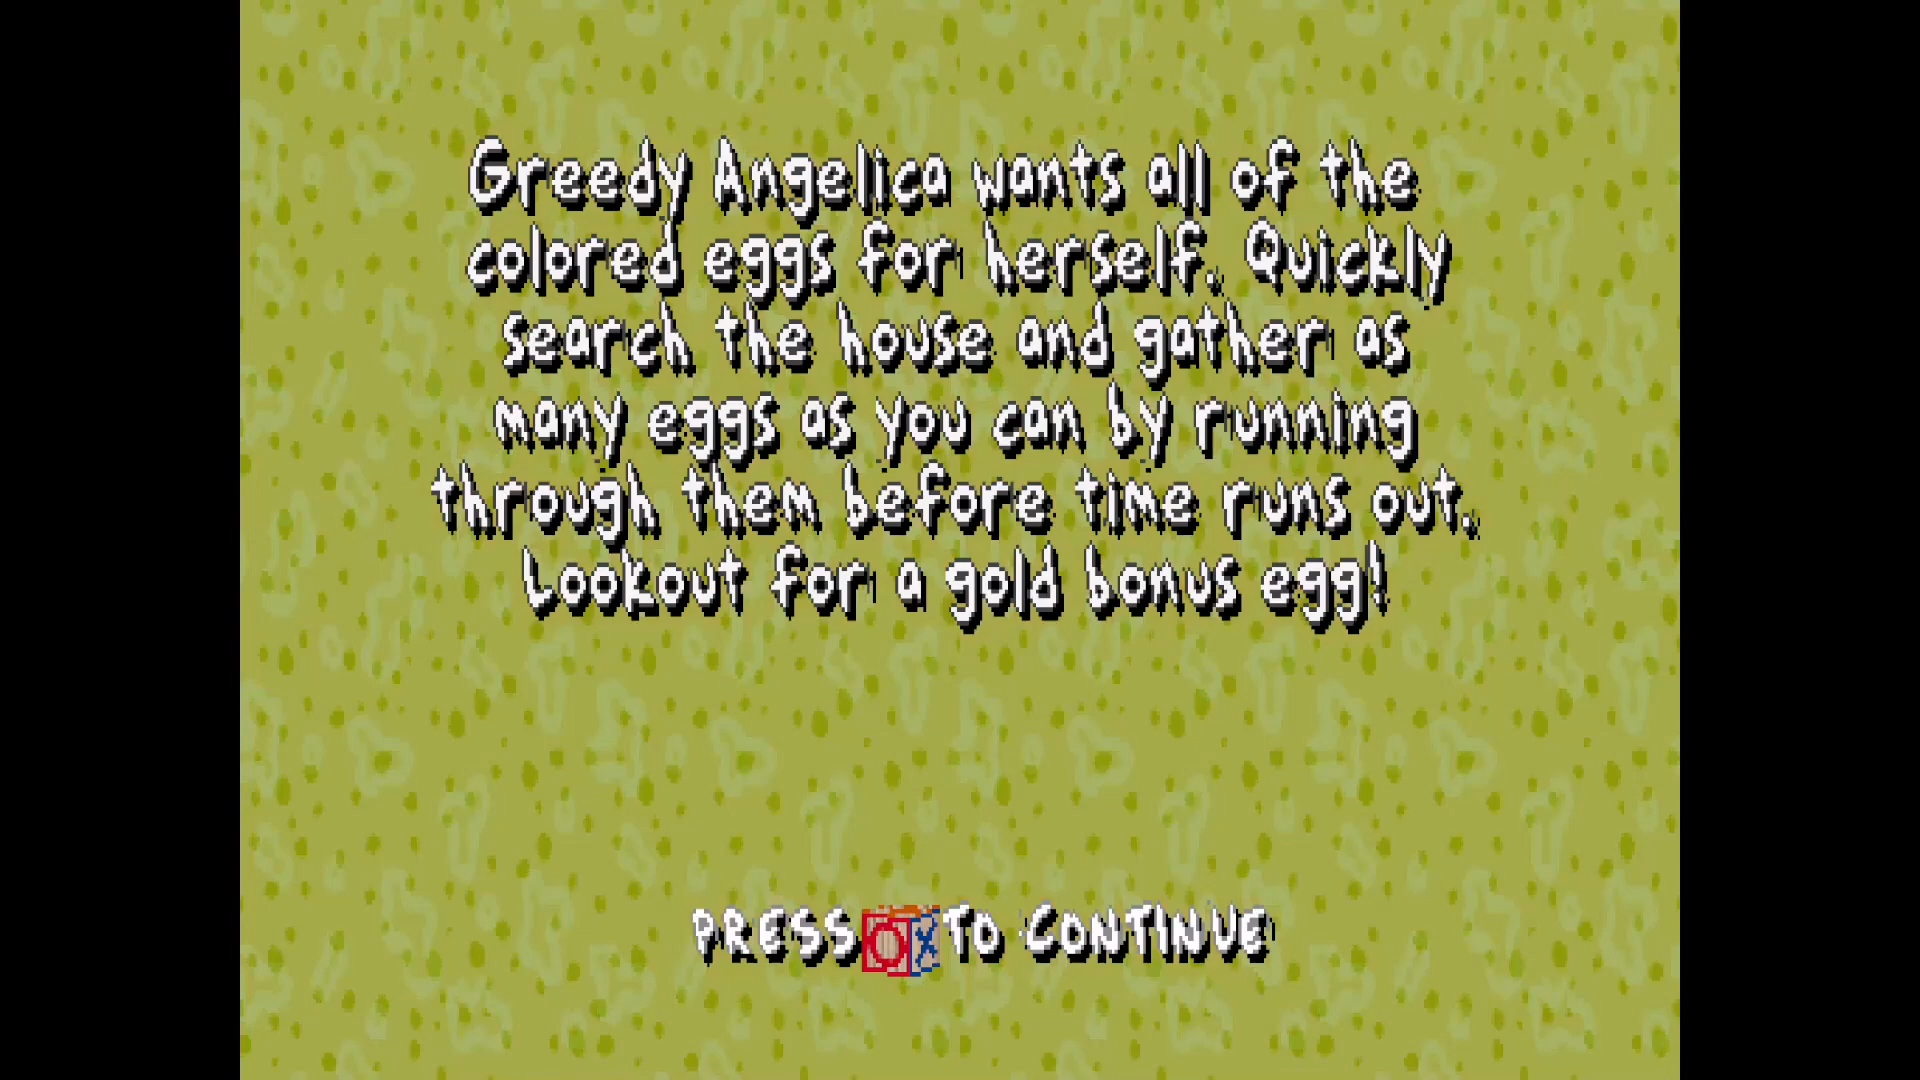 Greedy Angelica wants all of the
colored eggs for herself. Quickly
search the house and gather as
many eggs as you can by running
through them before time runs out.
Lookout for a gold bonus egg!
PRESS O X TO CONTINUE